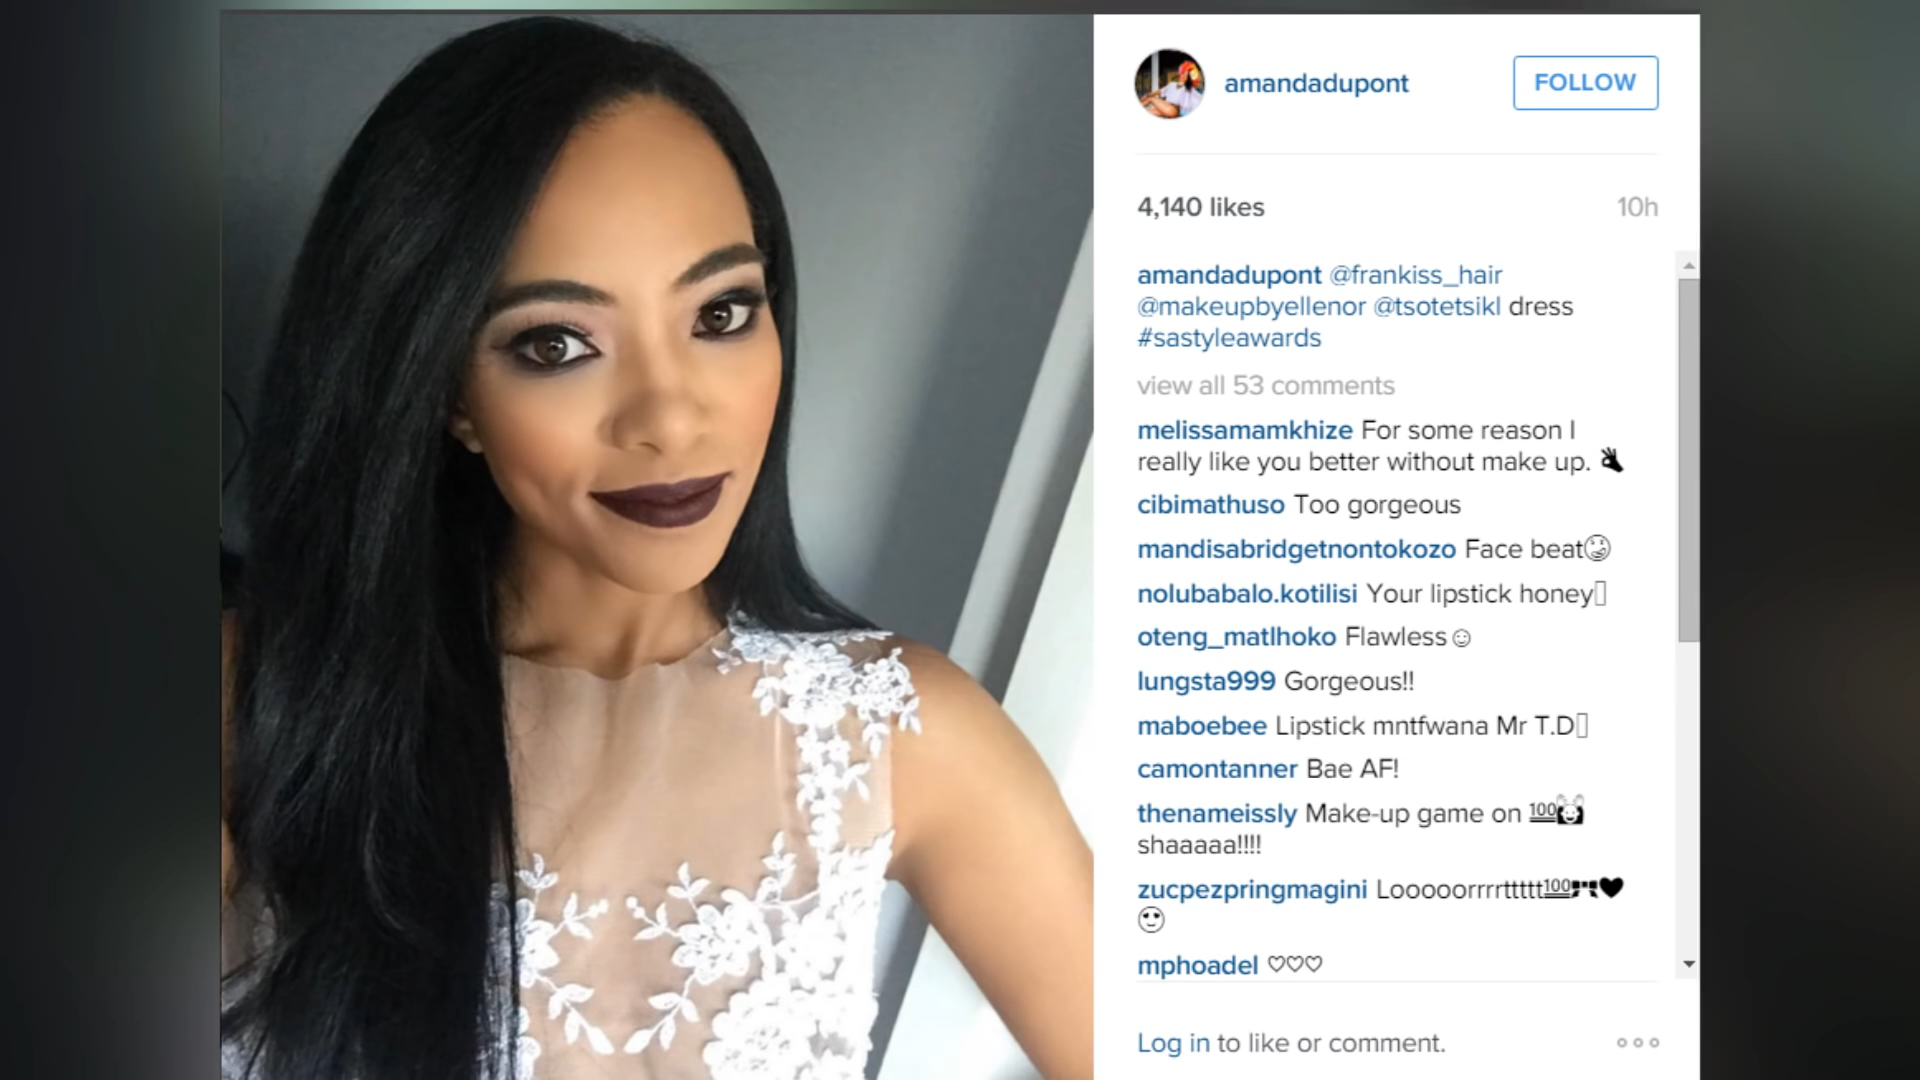 amandadupont
FOLLOW
4,140 likes
10h
amandadupont @frankiss_hair
@makeupbyellenor @tsotetsikl dress
#sastyleawards
view all 53 comments
melissamamkhize For some reason I
really like you better without make up. 👌
cibimathuso Too gorgeous
mandisabridgetnontokozo Face beat
nolubabalo.kotilisi Your lipstick honey
oteng_matlhoko Flawless☺
lungsta999 Gorgeous!!
maboebee Lipstick mntfwana Mr T.D
camontanner Bae AF!
thenameissly Make-up game on 💯
shaaaaa!!!!
zucpezpringmagini Looooorrrrttttt💯
mphoadel ♡♡♡
Log in to like or comment.